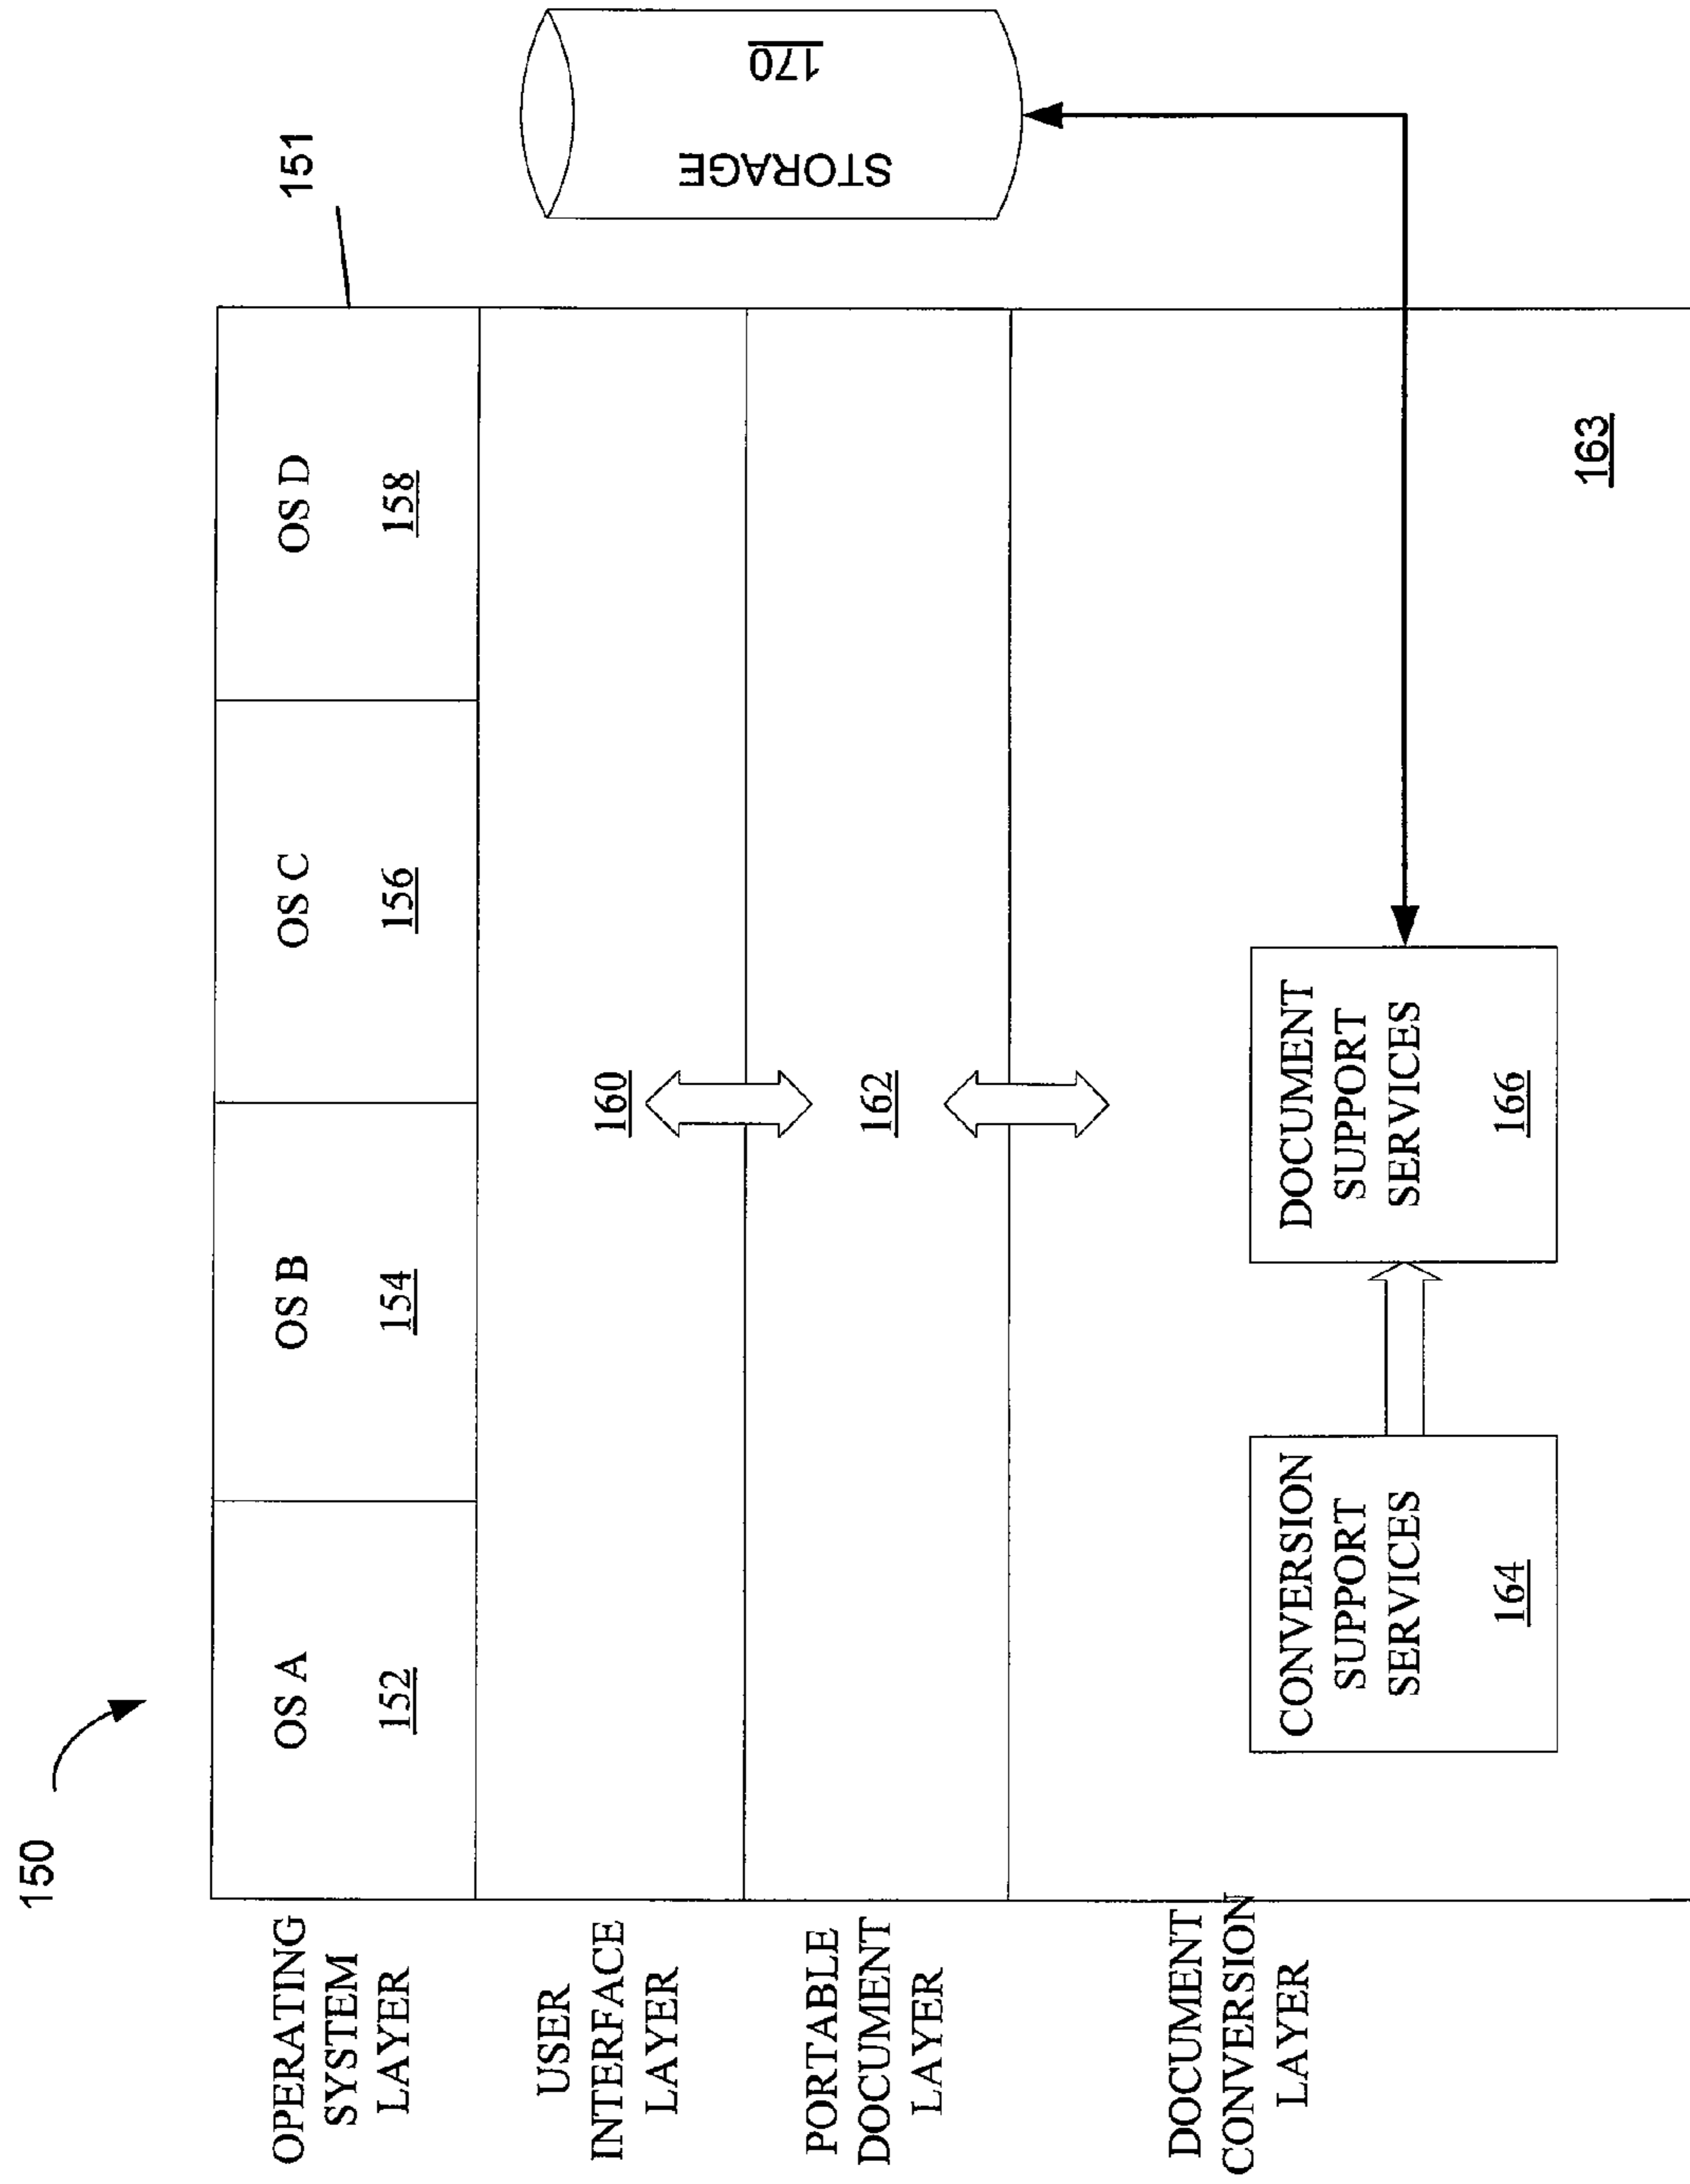 150
151
OPERATING
SYSTEM
LAYER
OS A
152
OS B
154
OS C
156
OS D
158
USER
INTERFACE
LAYER
160
PORTABLE
DOCUMENT
LAYER
162
DOCUMENT
CONVERSION
LAYER
CONVERSION
SUPPORT
SERVICES
164
DOCUMENT
SUPPORT
SERVICES
166
163
STORAGE
170